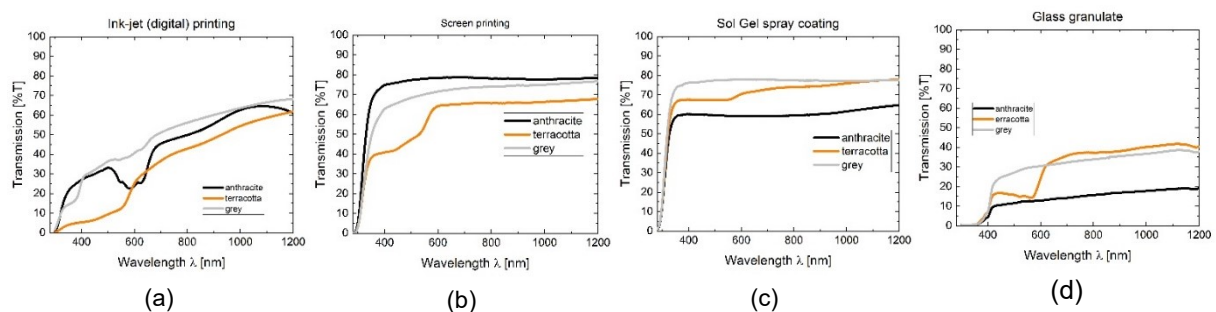 Ink-jet (digital) printing
Transmission [%T]
100
90
80
70
60
50
40
30
20
10
0
anthracite
terracotta
grey
400 600 800 1000 1200
Wavelength λ [nm]
(a)
Screen printing
Transmission [%T]
100
90
80
70
60
50
40
30
20
10
0
anthracite
terracotta
grey
400 600 800 1000 1200
Wavelength λ [nm]
(b)
Sol Gel spray coating
Transmission [%T]
100
90
80
70
60
50
40
30
20
10
0
anthracite
terracotta
grey
400 600 800 1000 1200
Wavelength λ [nm]
(c)
Glass granulate
Transmission [%T]
100
90
80
70
60
50
40
30
20
10
0
anthracite
erracotta
grey
400 600 800 1000 1200
Wavelength λ [nm]
(d)